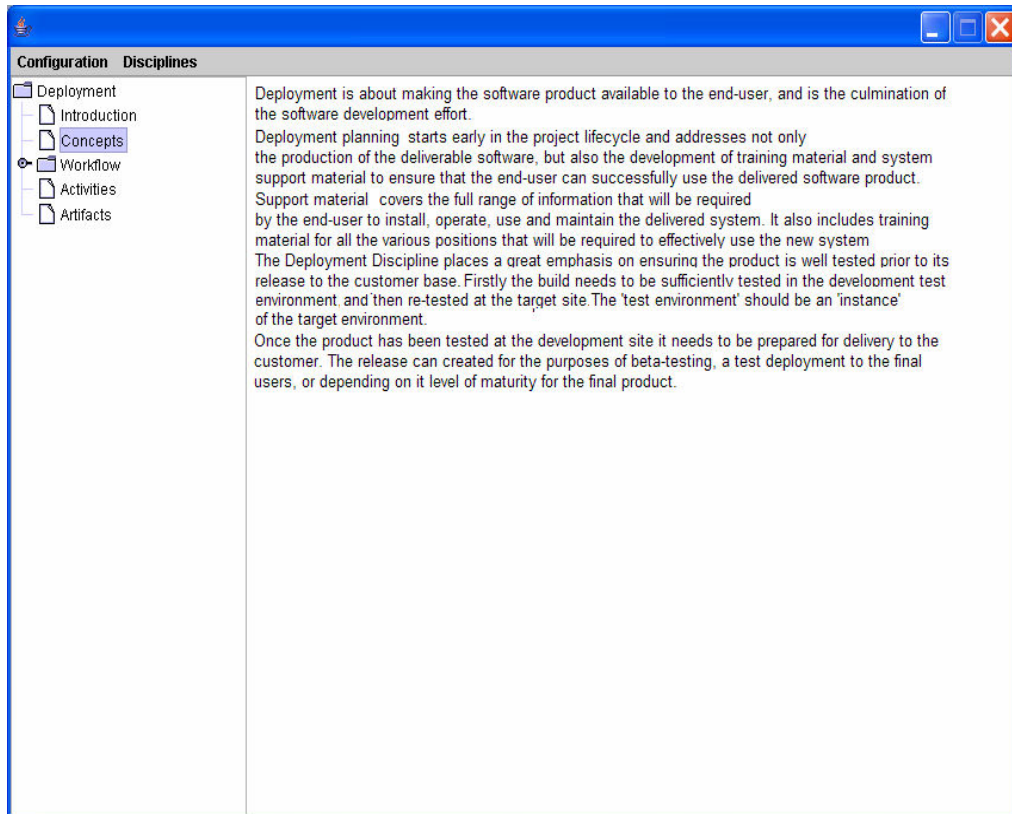 Configuration Disciplines
Deployment
Introduction
Concepts
Workflow
Activities
Artifacts
Deployment is about making the software product available to the end-user, and is the culmination of
the software development effort.
Deployment planning starts early in the project lifecycle and addresses not only
the production of the deliverable software, but also the development of training material and system
support material to ensure that the end-user can successfully use the delivered software product.
Support material covers the full range of information that will be required
by the end-user to install, operate, use and maintain the delivered system. It also includes training
material for all the various positions that will be required to effectively use the new system
The Deployment Discipline places a great emphasis on ensuring the product is well tested prior to its
release to the customer base. Firstly the build needs to be sufficiently tested in the development test
environment, and then re-tested at the target site.The 'test environment' should be an 'instance'
of the target environment.
Once the product has been tested at the development site it needs to be prepared for delivery to the
customer. The release can created for the purposes of beta-testing, a test deployment to the final
users, or depending on it level of maturity for the final product.